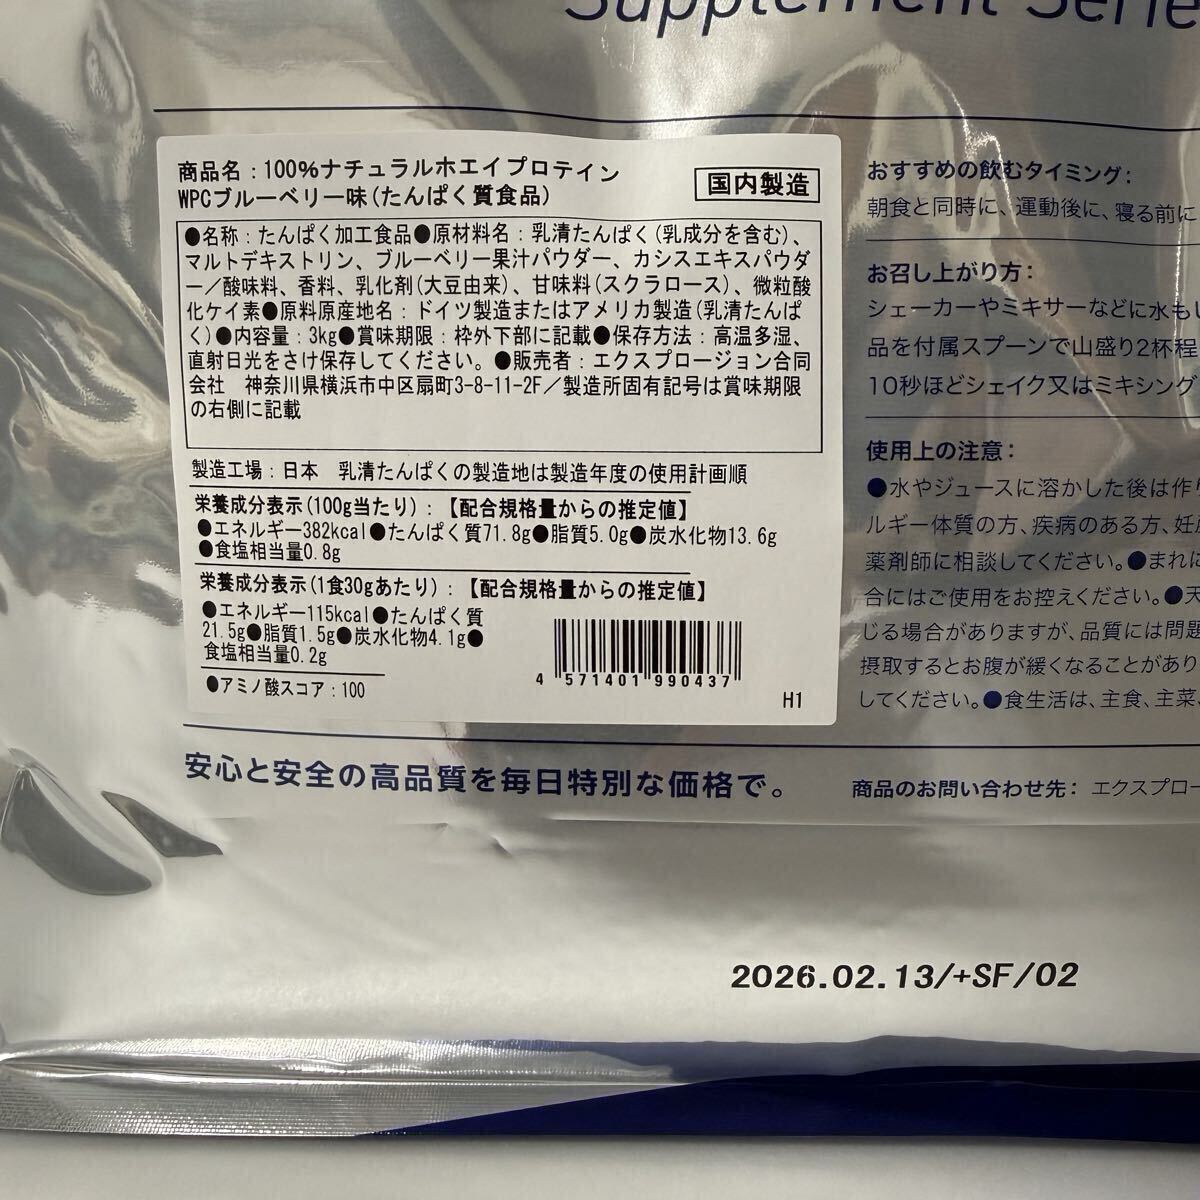 Supplement Serie
商品名：100%ナチュラルホエイプロテイン
WPCブルーベリー味(たんぱく質食品)
国内製造
●名称：たんぱく加工食品●原材料名：乳清たんぱく(乳成分を含む)、
マルトデキストリン、ブルーベリー果汁パウダー、カシスエキスパウダ
ー／酸味料、香料、乳化剤(大豆由来)、甘味料(スクラロース)、微粒酸
化ケイ素●原料原産地名：ドイツ製造またはアメリカ製造(乳清たんぱ
く)●内容量：3kg●賞味期限：枠外下部に記載●保存方法：高温多湿、
直射日光をさけ保存してください。●販売者：エクスプロージョン合同
会社　神奈川県横浜市中区扇町3-8-11-2F／製造所固有記号は賞味期限
の右側に記載
製造工場：日本　乳清たんぱくの製造地は製造年度の使用計画順
栄養成分表示(100g当たり)：【配合規格量からの推定値】
●エネルギー382kcal●たんぱく質71.8g●脂質5.0g●炭水化物13.6g
●食塩相当量0.8g
栄養成分表示(1食30gあたり)：【配合規格量からの推定値】
●エネルギー115kcal●たんぱく質
21.5g●脂質1.5g●炭水化物4.1g●
食塩相当量0.2g
●アミノ酸スコア：100
4 571401 990437
H1
おすすめの飲むタイミング：
朝食と同時に、運動後に、寝る前に
お召し上がり方：
シェーカーやミキサーなどに水もし
品を付属スプーンで山盛り2杯程
10秒ほどシェイク又はミキシング
使用上の注意：
●水やジュースに溶かした後は作り
ルギー体質の方、疾病のある方、妊産
薬剤師に相談してください。●まれに
合にはご使用をお控えください。●天
じる場合がありますが、品質には問題
摂取するとお腹が緩くなることがあり
してください。●食生活は、主食、主菜、
安心と安全の高品質を毎日特別な価格で。
商品のお問い合わせ先：エクスプロー
2026.02.13/+SF/02